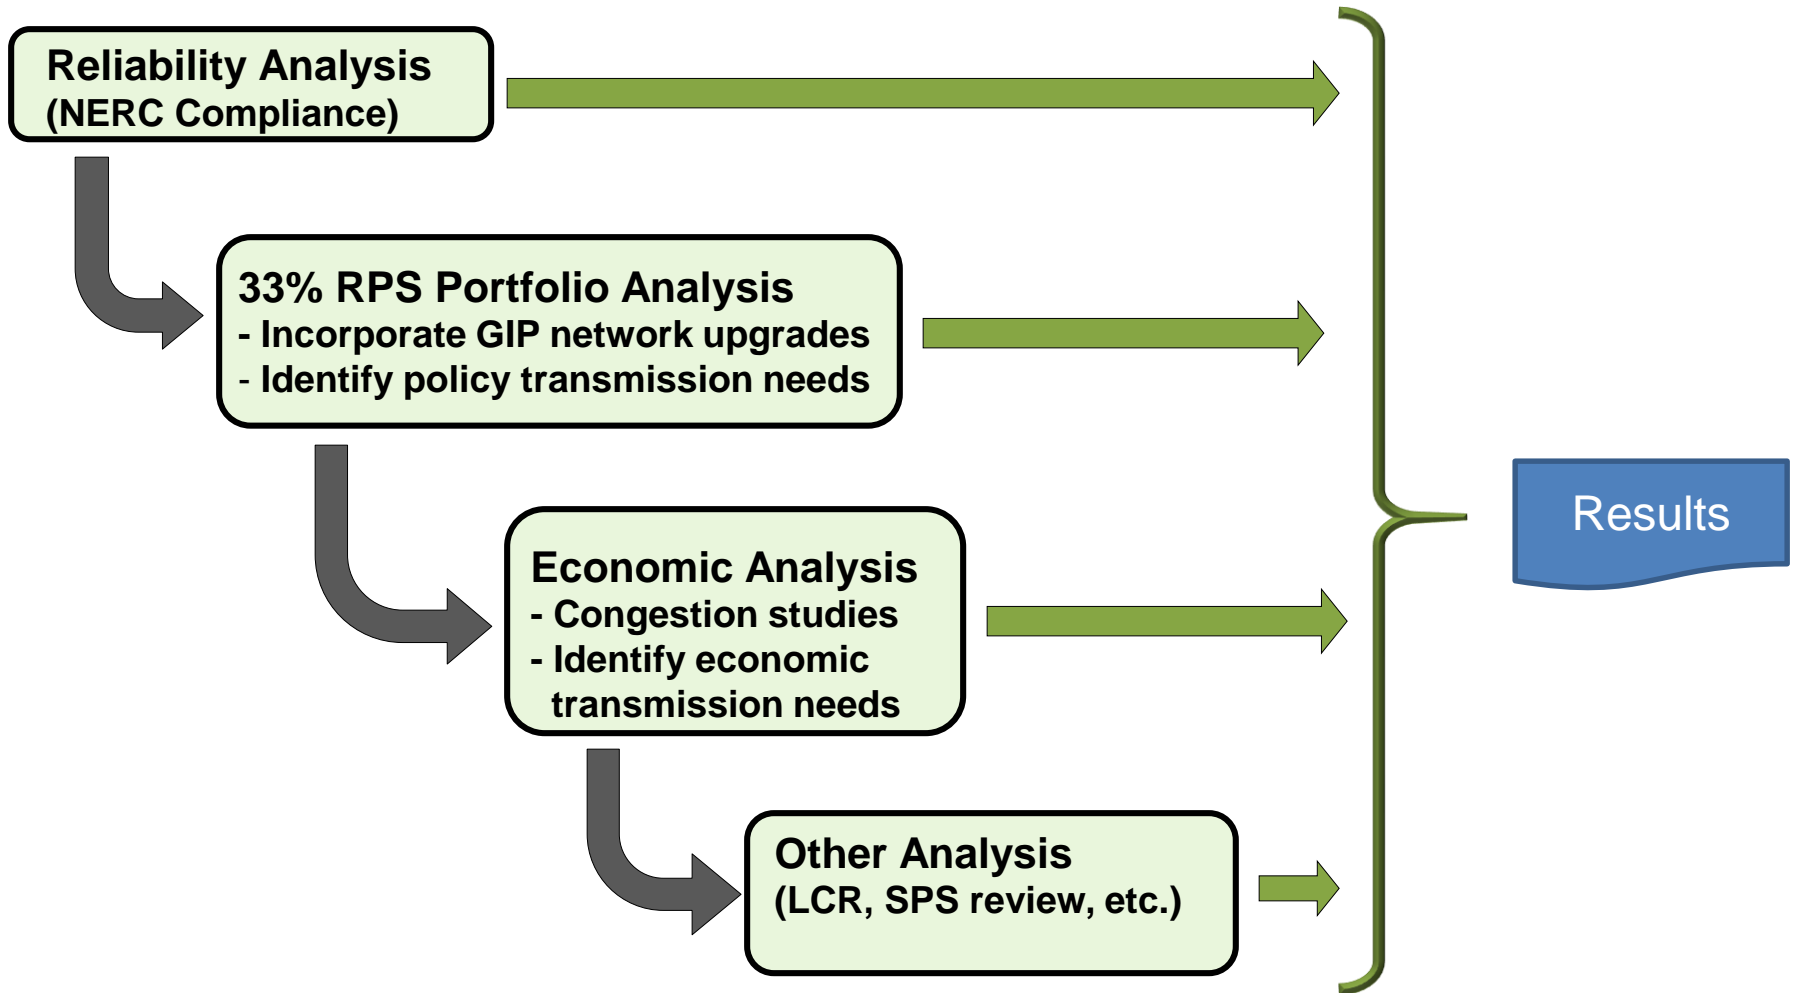 Reliability Analysis
(NERC Compliance)
33% RPS Portfolio Analysis
- Incorporate GIP network upgrades
- Identify policy transmission needs
Economic Analysis
- Congestion studies
- Identify economic
transmission needs
Other Analysis
(LCR, SPS review, etc.)
Results